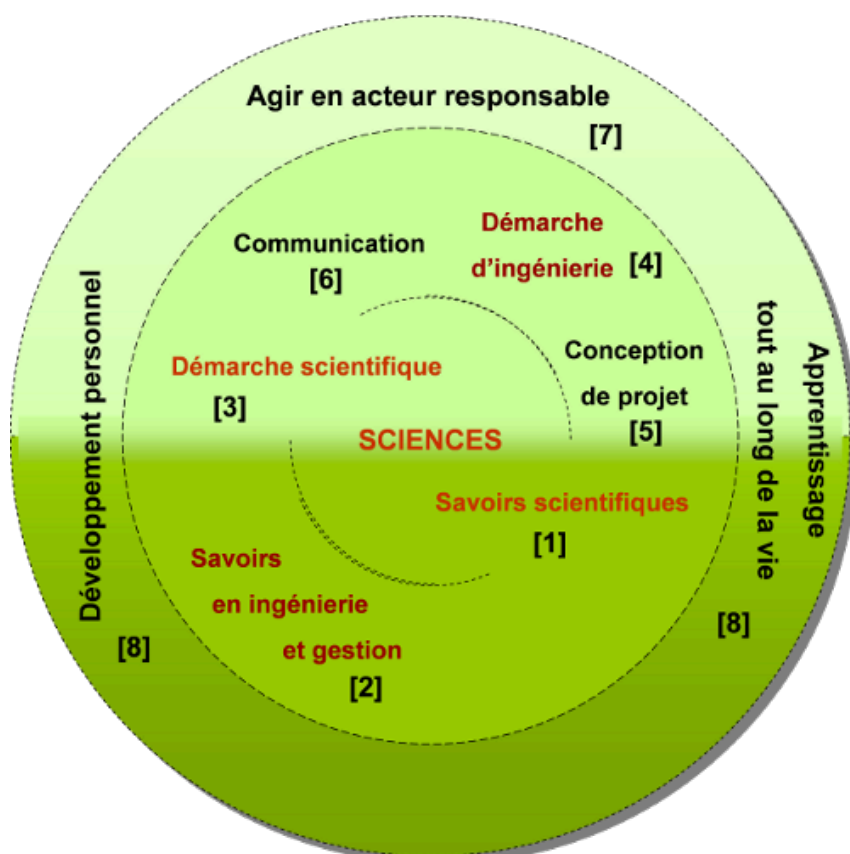 Agir en acteur responsable
[7]
Communication
[6]
Démarche
d'ingénierie [4]
Démarche scientifique
[3]
Conception
de projet
[5]
SCIENCES
Savoirs scientifiques
[1]
Savoirs
en ingénierie
et gestion
[2]
Développement personnel
[8]
Apprentissage
tout au long de la vie
[8]